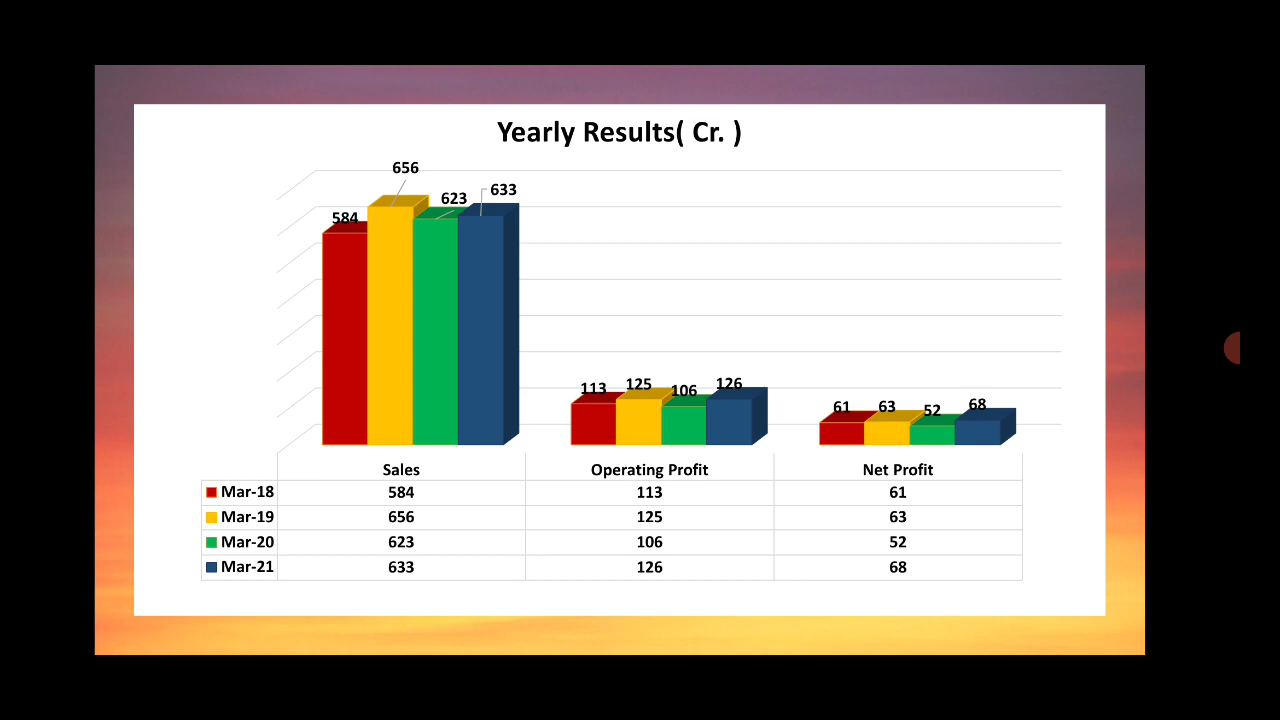 Yearly Results( Cr. )
656
584
623
633
113
125
106
126
61
63
52
68
Sales Operating Profit Net Profit
Mar-18 584 113 61
Mar-19 656 125 63
Mar-20 623 106 52
Mar-21 633 126 68